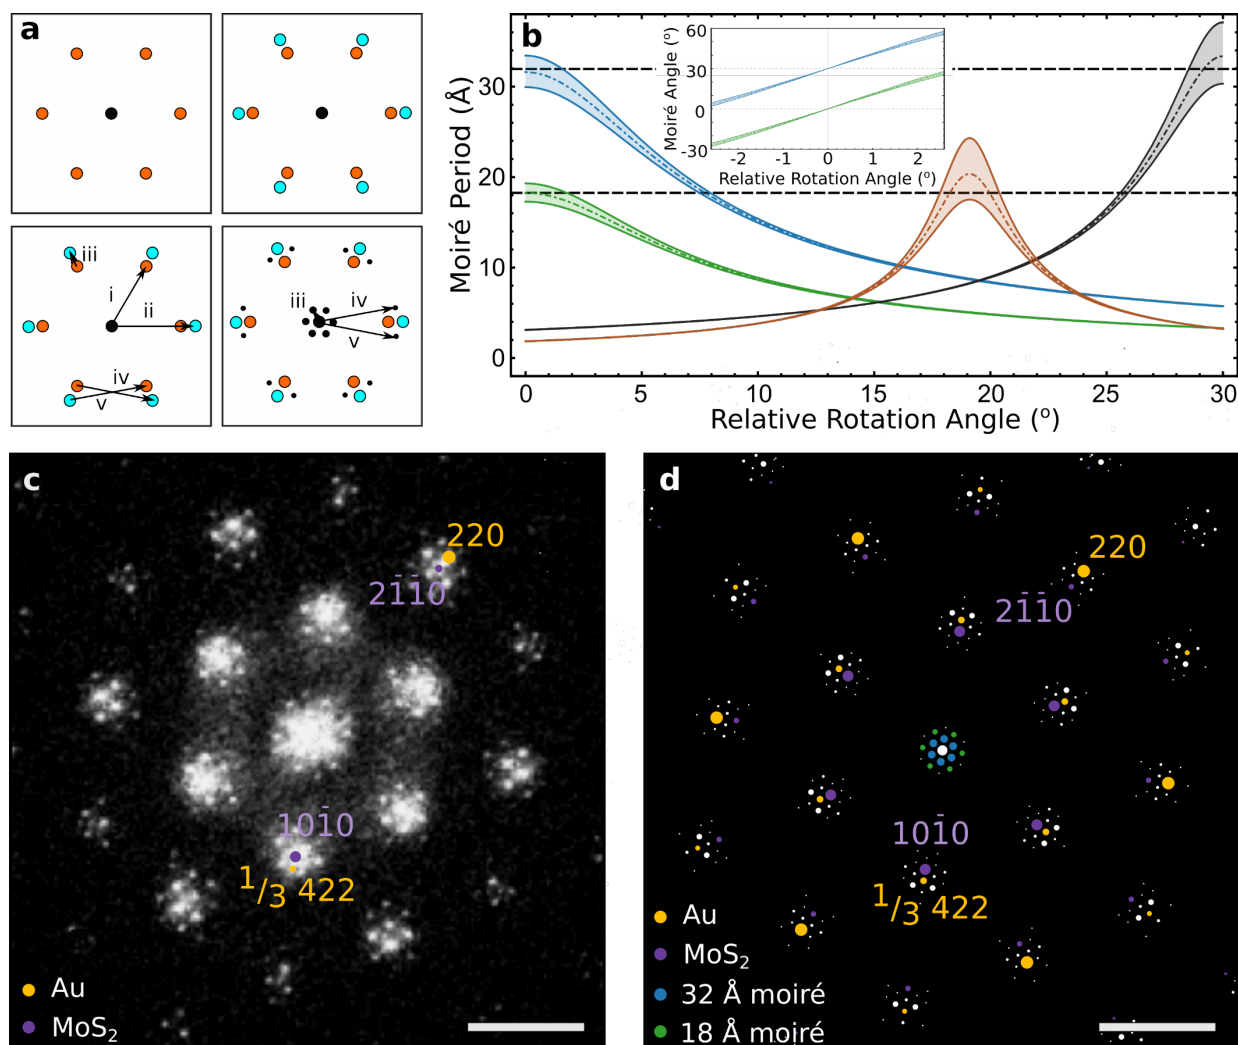 a
iii
i
ii
iv
v
iii
iv
v
b
Moiré Period (Å)
30
20
10
0
0
5
10
15
20
25
30
Relative Rotation Angle (°)
Moiré Angle (°)
60
30
0
-30
-2
-1
0
1
2
Relative Rotation Angle (°)
c
220
2̄1̄1̄0
101̄0
1/3 422
Au
MoS₂
d
220
21̄1̄0
101̄0
1/3 422
Au
MoS₂
32 Å moiré
18 Å moiré